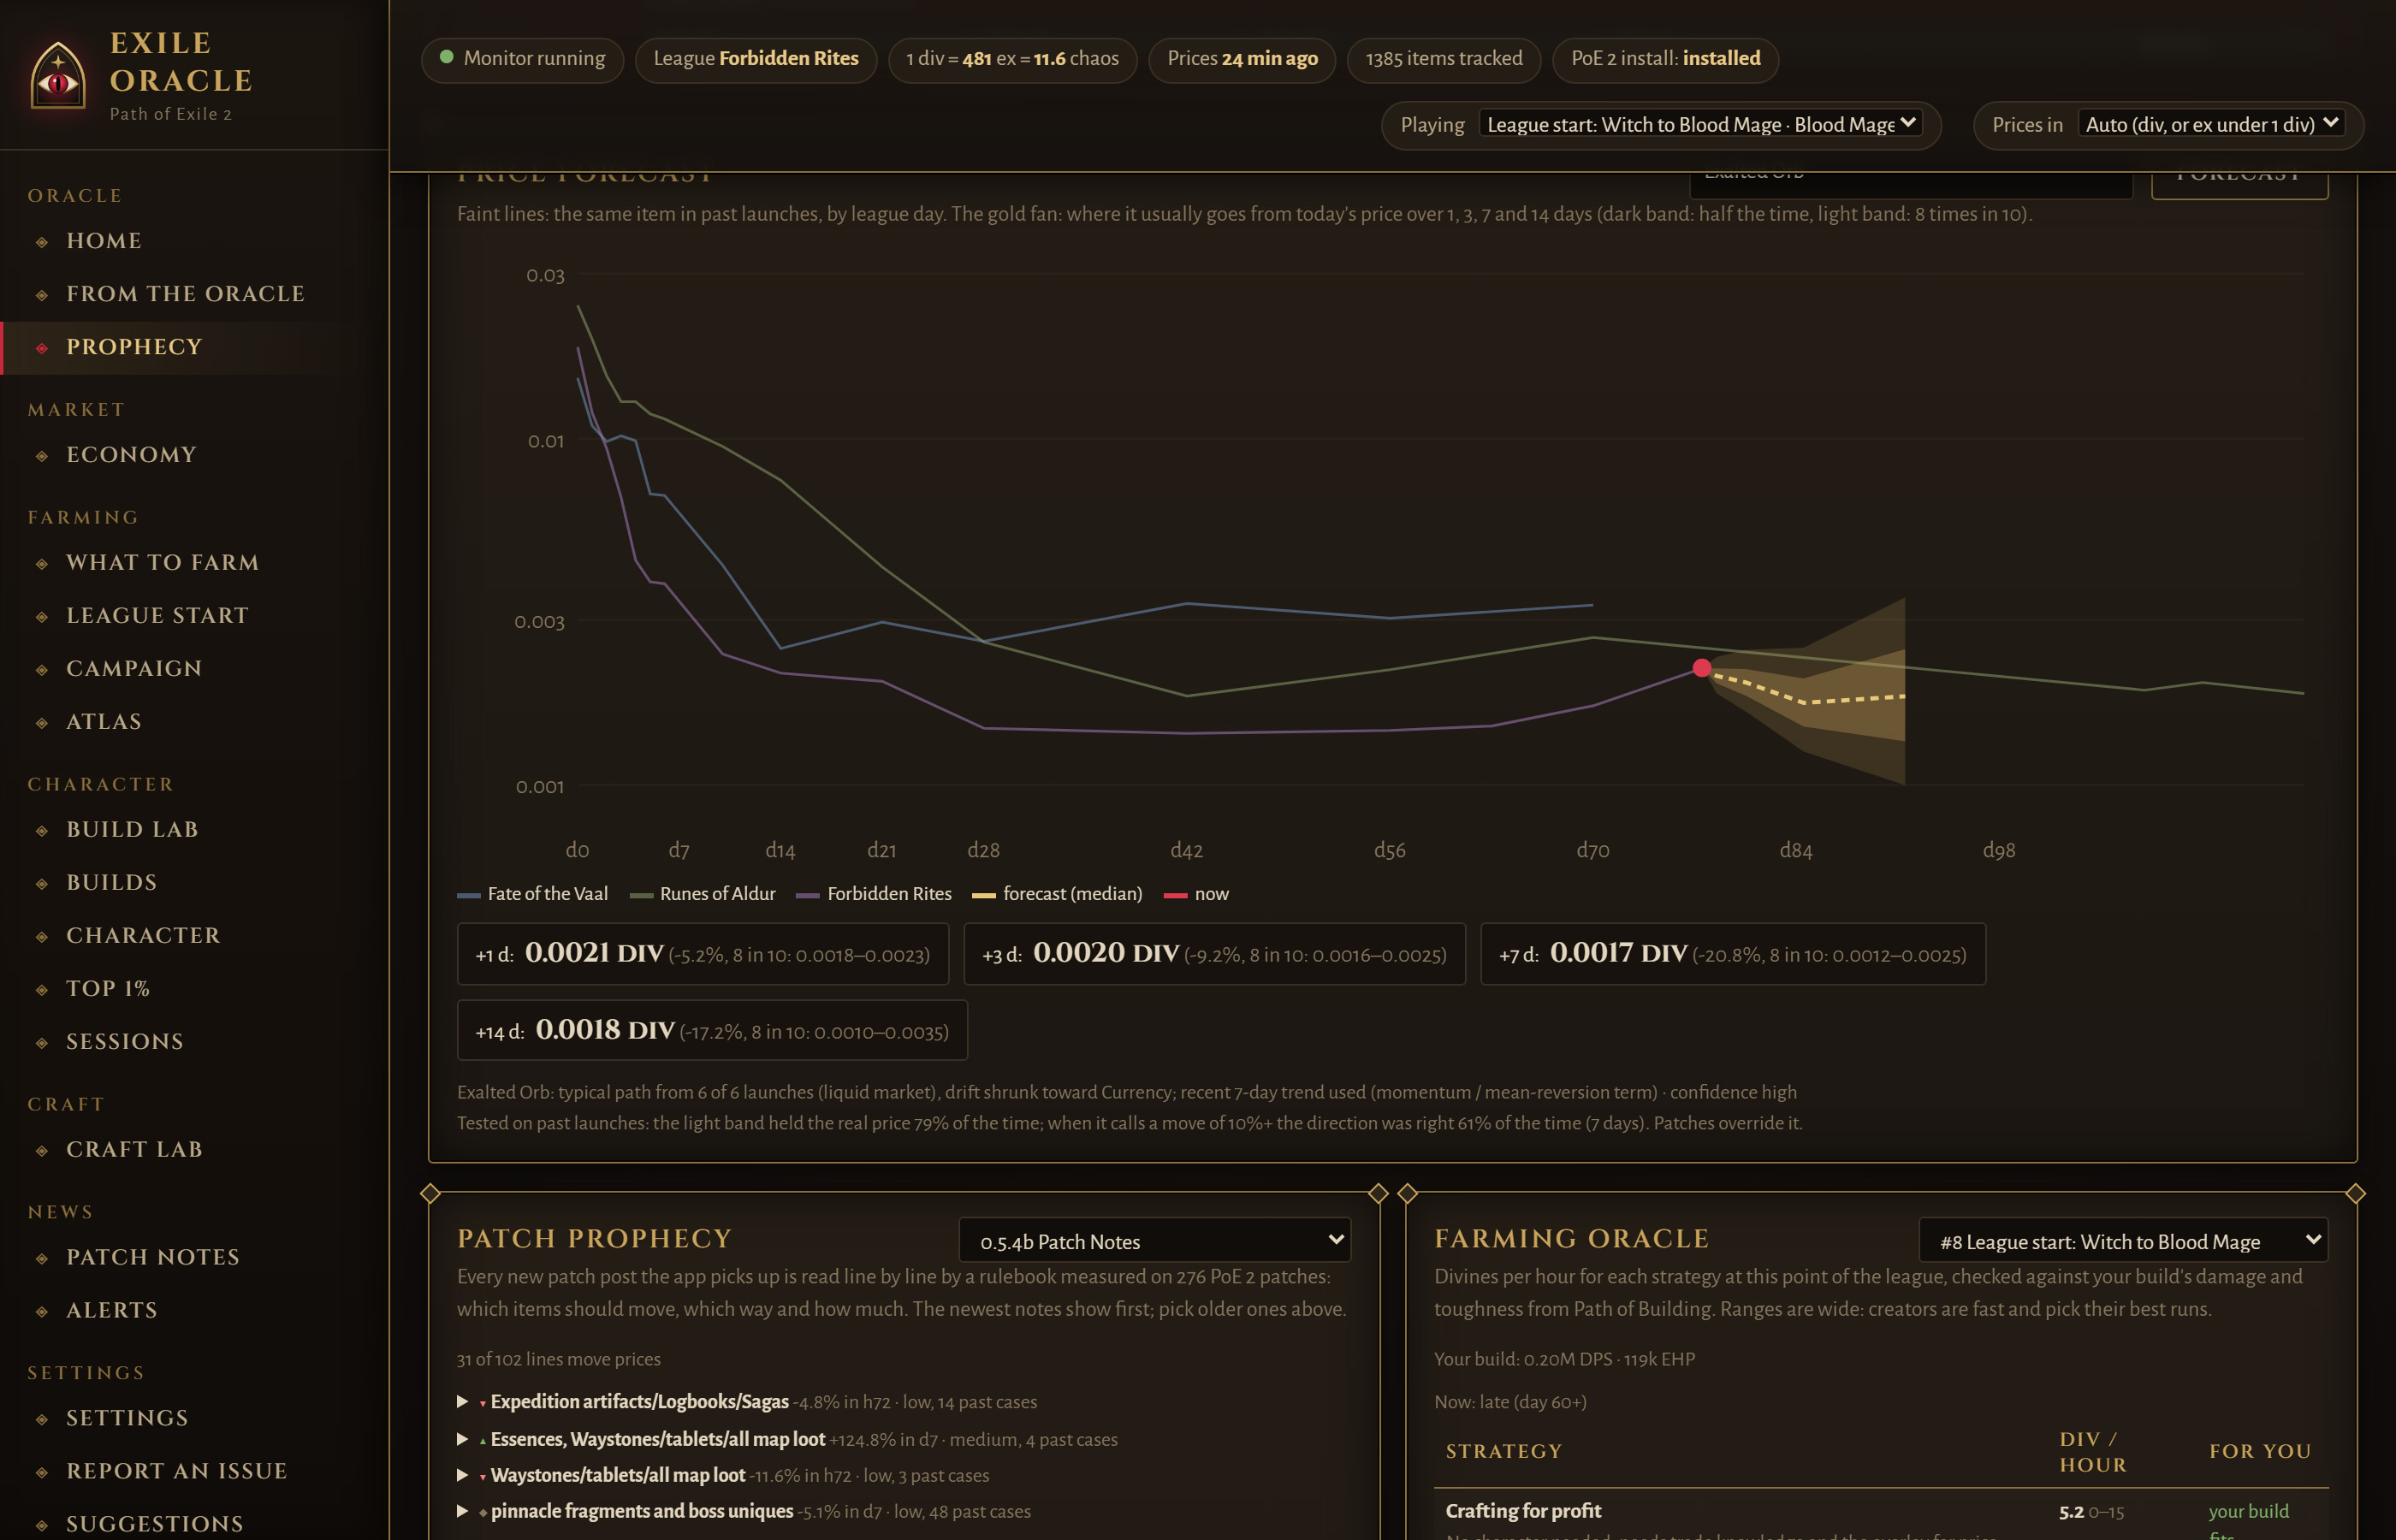 EXILE
ORACLE
Path of Exile 2
ORACLE
HOME
FROM THE ORACLE
PROPHECY
MARKET
ECONOMY
FARMING
WHAT TO FARM
LEAGUE START
CAMPAIGN
ATLAS
CHARACTER
BUILD LAB
BUILDS
CHARACTER
TOP 1%
SESSIONS
CRAFT
CRAFT LAB
NEWS
PATCH NOTES
ALERTS
SETTINGS
SETTINGS
REPORT AN ISSUE
SUGGESTIONS
Monitor running
League Forbidden Rites
1 div = 481 ex = 11.6 chaos
Prices 24 min ago
1385 items tracked
PoE 2 install: installed
Playing League start: Witch to Blood Mage · Blood Mage
Prices in Auto (div, or ex under 1 div)
PRICE FORECAST
Exalted Orb
FORECAST
Faint lines: the same item in past launches, by league day. The gold fan: where it usually goes from today's price over 1, 3, 7 and 14 days (dark band: half the time, light band: 8 times in 10).
0.03
0.01
0.003
0.001
d0 d7 d14 d21 d28 d42 d56 d70 d84 d98
Fate of the Vaal Runes of Aldur Forbidden Rites forecast (median) now
+1 d: 0.0021 DIV (-5.2%, 8 in 10: 0.0018–0.0023)
+3 d: 0.0020 DIV (-9.2%, 8 in 10: 0.0016–0.0025)
+7 d: 0.0017 DIV (-20.8%, 8 in 10: 0.0012–0.0025)
+14 d: 0.0018 DIV (-17.2%, 8 in 10: 0.0010–0.0035)
Exalted Orb: typical path from 6 of 6 launches (liquid market), drift shrunk toward Currency; recent 7-day trend used (momentum / mean-reversion term) · confidence high
Tested on past launches: the light band held the real price 79% of the time; when it calls a move of 10%+ the direction was right 61% of the time (7 days). Patches override it.
PATCH PROPHECY
0.5.4b Patch Notes
Every new patch post the app picks up is read line by line by a rulebook measured on 276 PoE 2 patches:
which items should move, which way and how much. The newest notes show first; pick older ones above.
31 of 102 lines move prices
Expedition artifacts/Logbooks/Sagas -4.8% in h72 · low, 14 past cases
Essences, Waystones/tablets/all map loot +124.8% in d7 · medium, 4 past cases
Waystones/tablets/all map loot -11.6% in h72 · low, 3 past cases
pinnacle fragments and boss uniques -5.1% in d7 · low, 48 past cases
FARMING ORACLE
#8 League start: Witch to Blood Mage
Divines per hour for each strategy at this point of the league, checked against your build's damage and
toughness from Path of Building. Ranges are wide: creators are fast and pick their best runs.
Your build: 0.20M DPS · 119k EHP
Now: late (day 60+)
STRATEGY
DIV /
HOUR
FOR YOU
Crafting for profit
5.2 0–15
your build